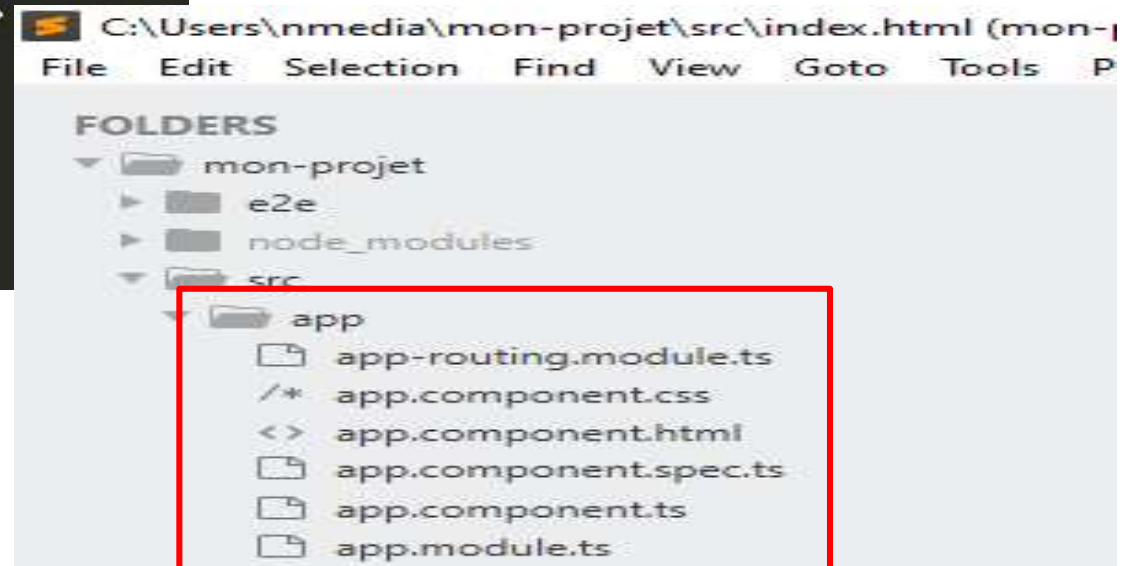 C:\Users\nmedia\mon-projet\src\index.html (mon-
File Edit Selection Find View Goto Tools P
FOLDERS
mon-projet
e2e
node_modules
src
app
app-routing.module.ts
/* app.component.css
<> app.component.html
app.component.spec.ts
app.component.ts
app.module.ts